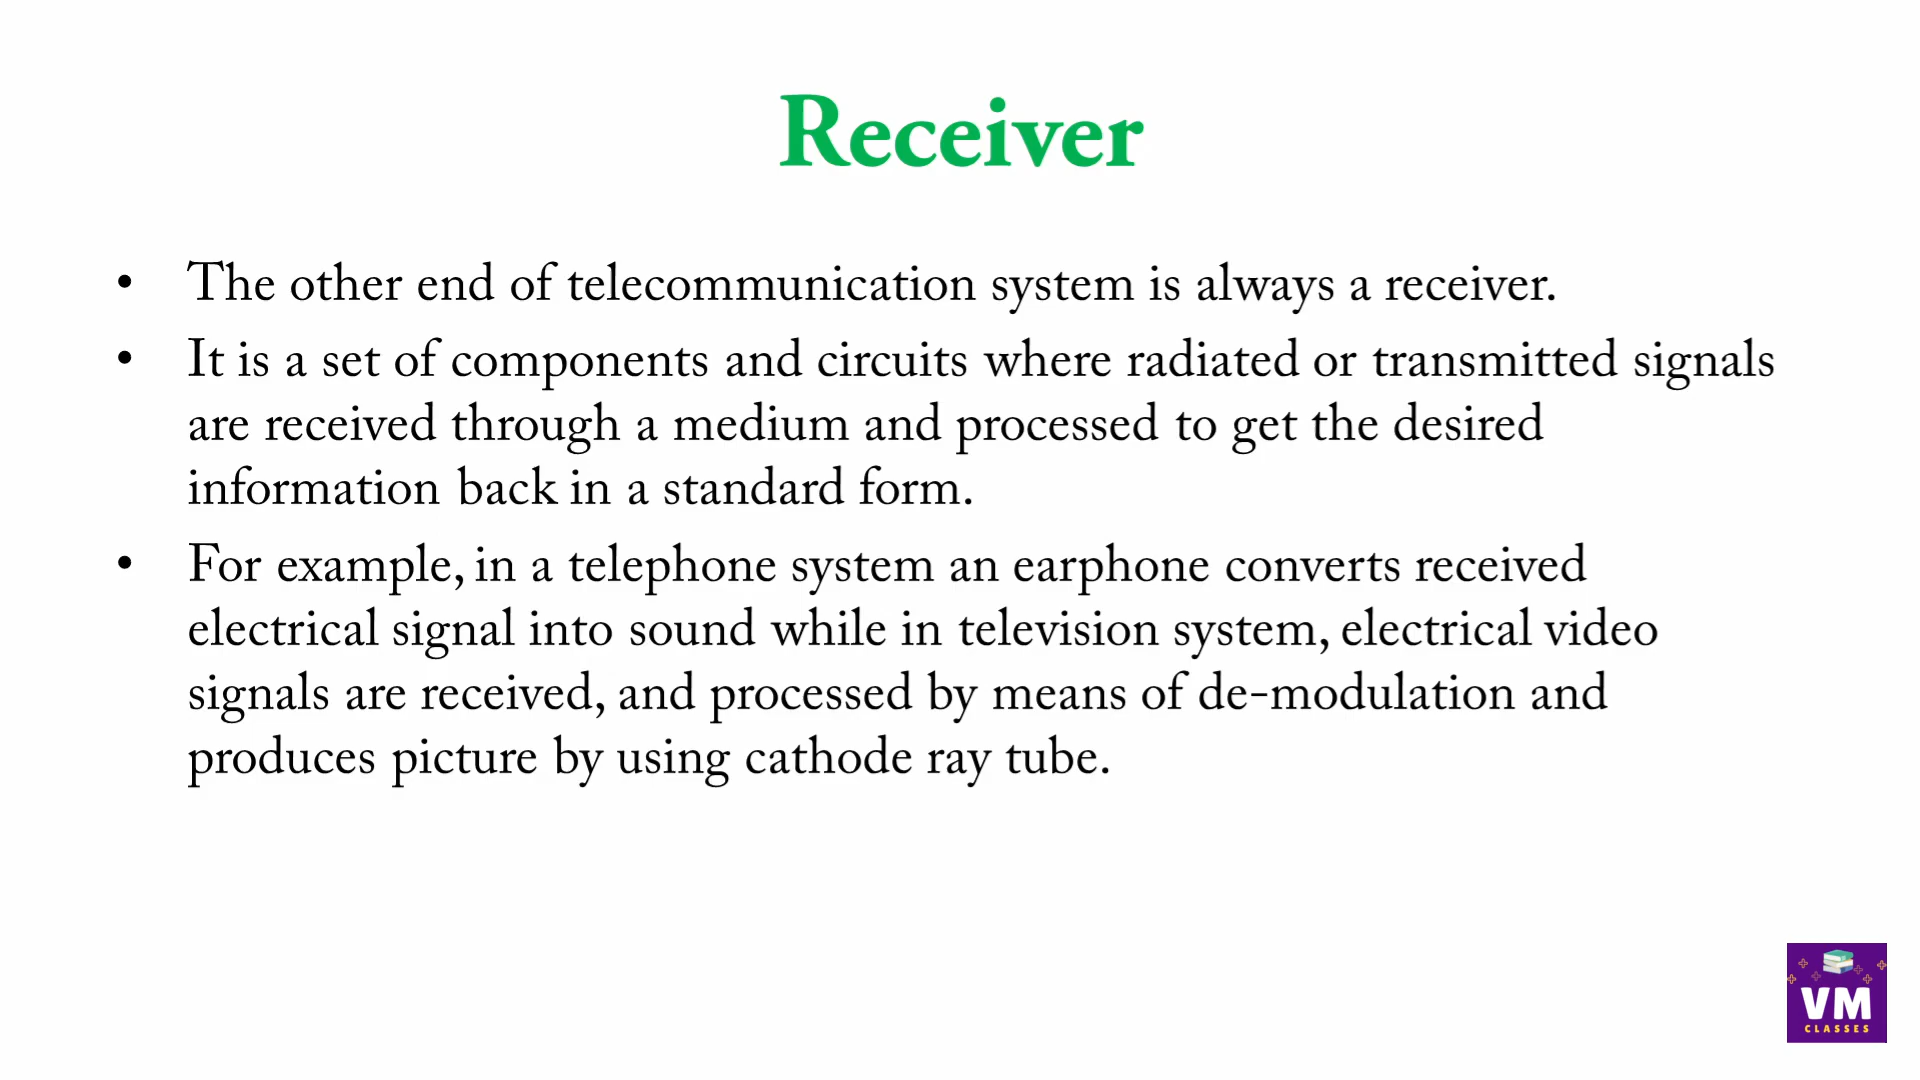 Receiver
• The other end of telecommunication system is always a receiver.
• It is a set of components and circuits where radiated or transmitted signals
are received through a medium and processed to get the desired
information back in a standard form.
• For example, in a telephone system an earphone converts received
electrical signal into sound while in television system, electrical video
signals are received, and processed by means of de-modulation and
produces picture by using cathode ray tube.
VM
CLASSES